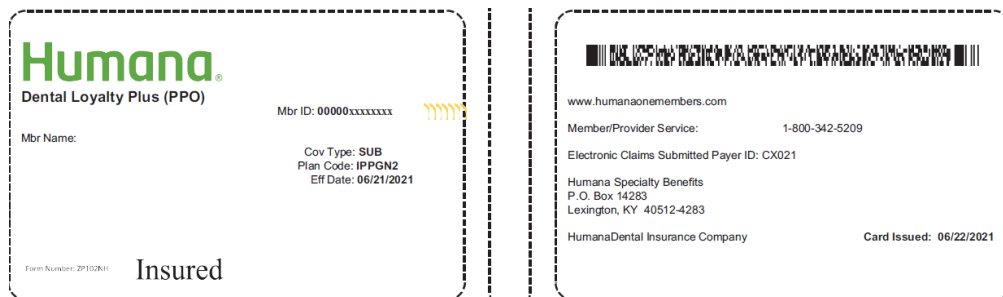 Humana®
Dental Loyalty Plus (PPO)
Mbr ID: 00000xxxxxxxx
Mbr Name:
Cov Type: SUB
Plan Code: IPPGN2
Eff Date: 06/21/2021
Form Number: ZP102NH
Insured
www.humanaonemembers.com
Member/Provider Service: 1-800-342-5209
Electronic Claims Submitted Payer ID: CX021
Humana Specialty Benefits
P.O. Box 14283
Lexington, KY 40512-4283
HumanaDental Insurance Company Card Issued: 06/22/2021